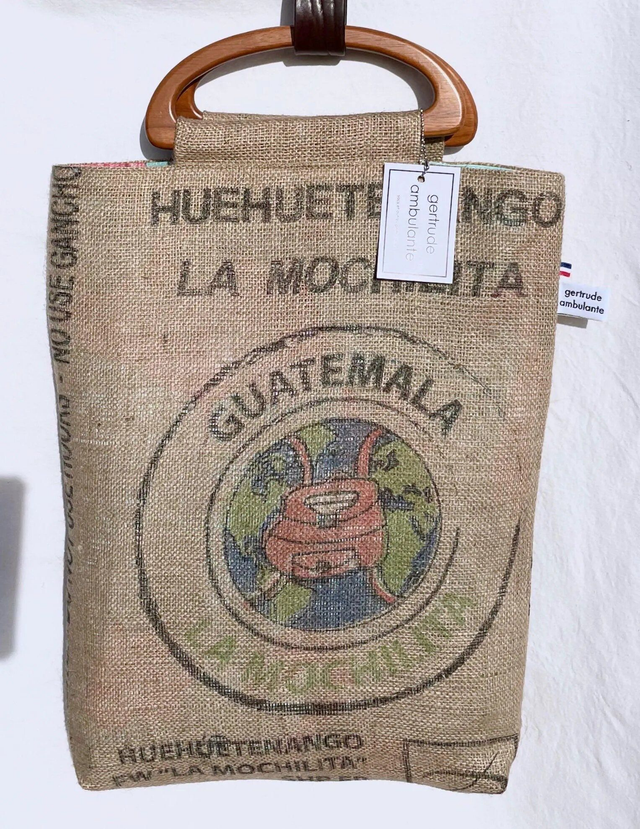 HUEHUETENANGO
LA MOCHILITA
gertrude
ambulante
gertrude
ambulante
NO USE GANCHO
GUATEMALA
LA MOCHILITA
HUEHUETENANGO
"LA MOCHILITA"